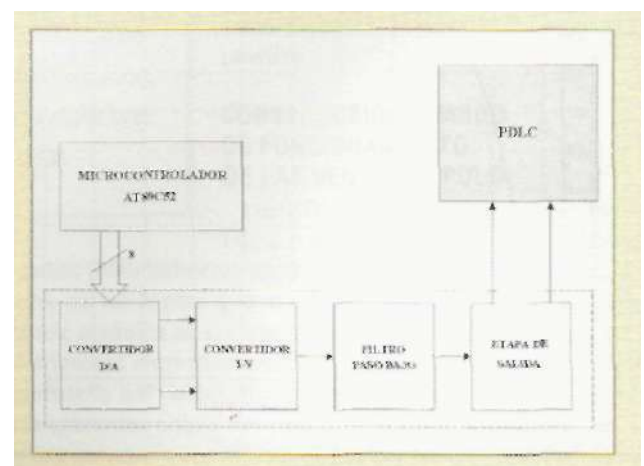 PDLC
MICROCONTROLADOR
AT89C52
8
CONVERTIDOR
D/A
CONVERTIDOR
I-V
FILTRO
PASO BAJO
ETAPA DE
SALIDA